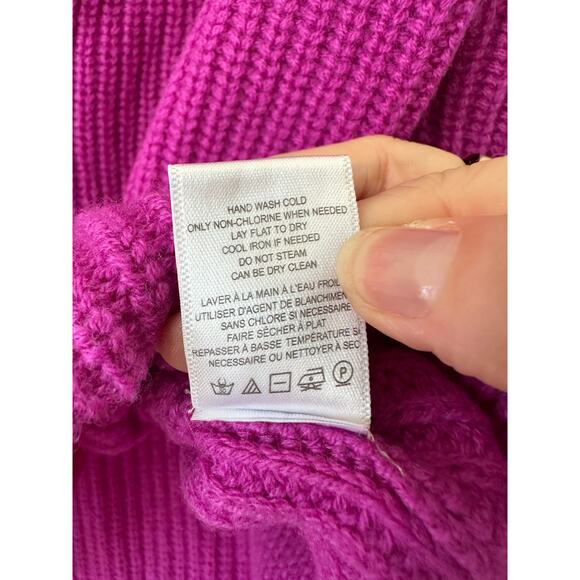 HAND WASH COLD
ONLY NON-CHLORINE WHEN NEEDED
LAY FLAT TO DRY
COOL IRON IF NEEDED
DO NOT STEAM
CAN BE DRY CLEAN
LAVER À LA MAIN À L'EAU FROIDE
UTILISER D'AGENT DE BLANCHIMENT
SANS CHLORE SI NECESSAIRE
FAIRE SÉCHER À PLAT
REPASSER À BASSE TEMPÉRATURE SI
NECESSAIRE ou NETTOYER À SEC
P